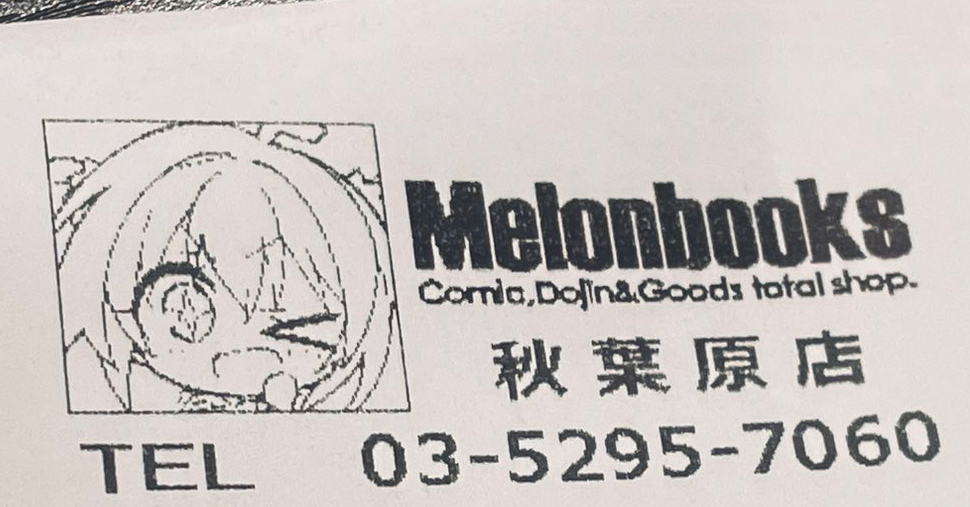 Melonbooks
Comic,Dojin&Goods total shop.
秋葉原店
TEL 03-5295-7060